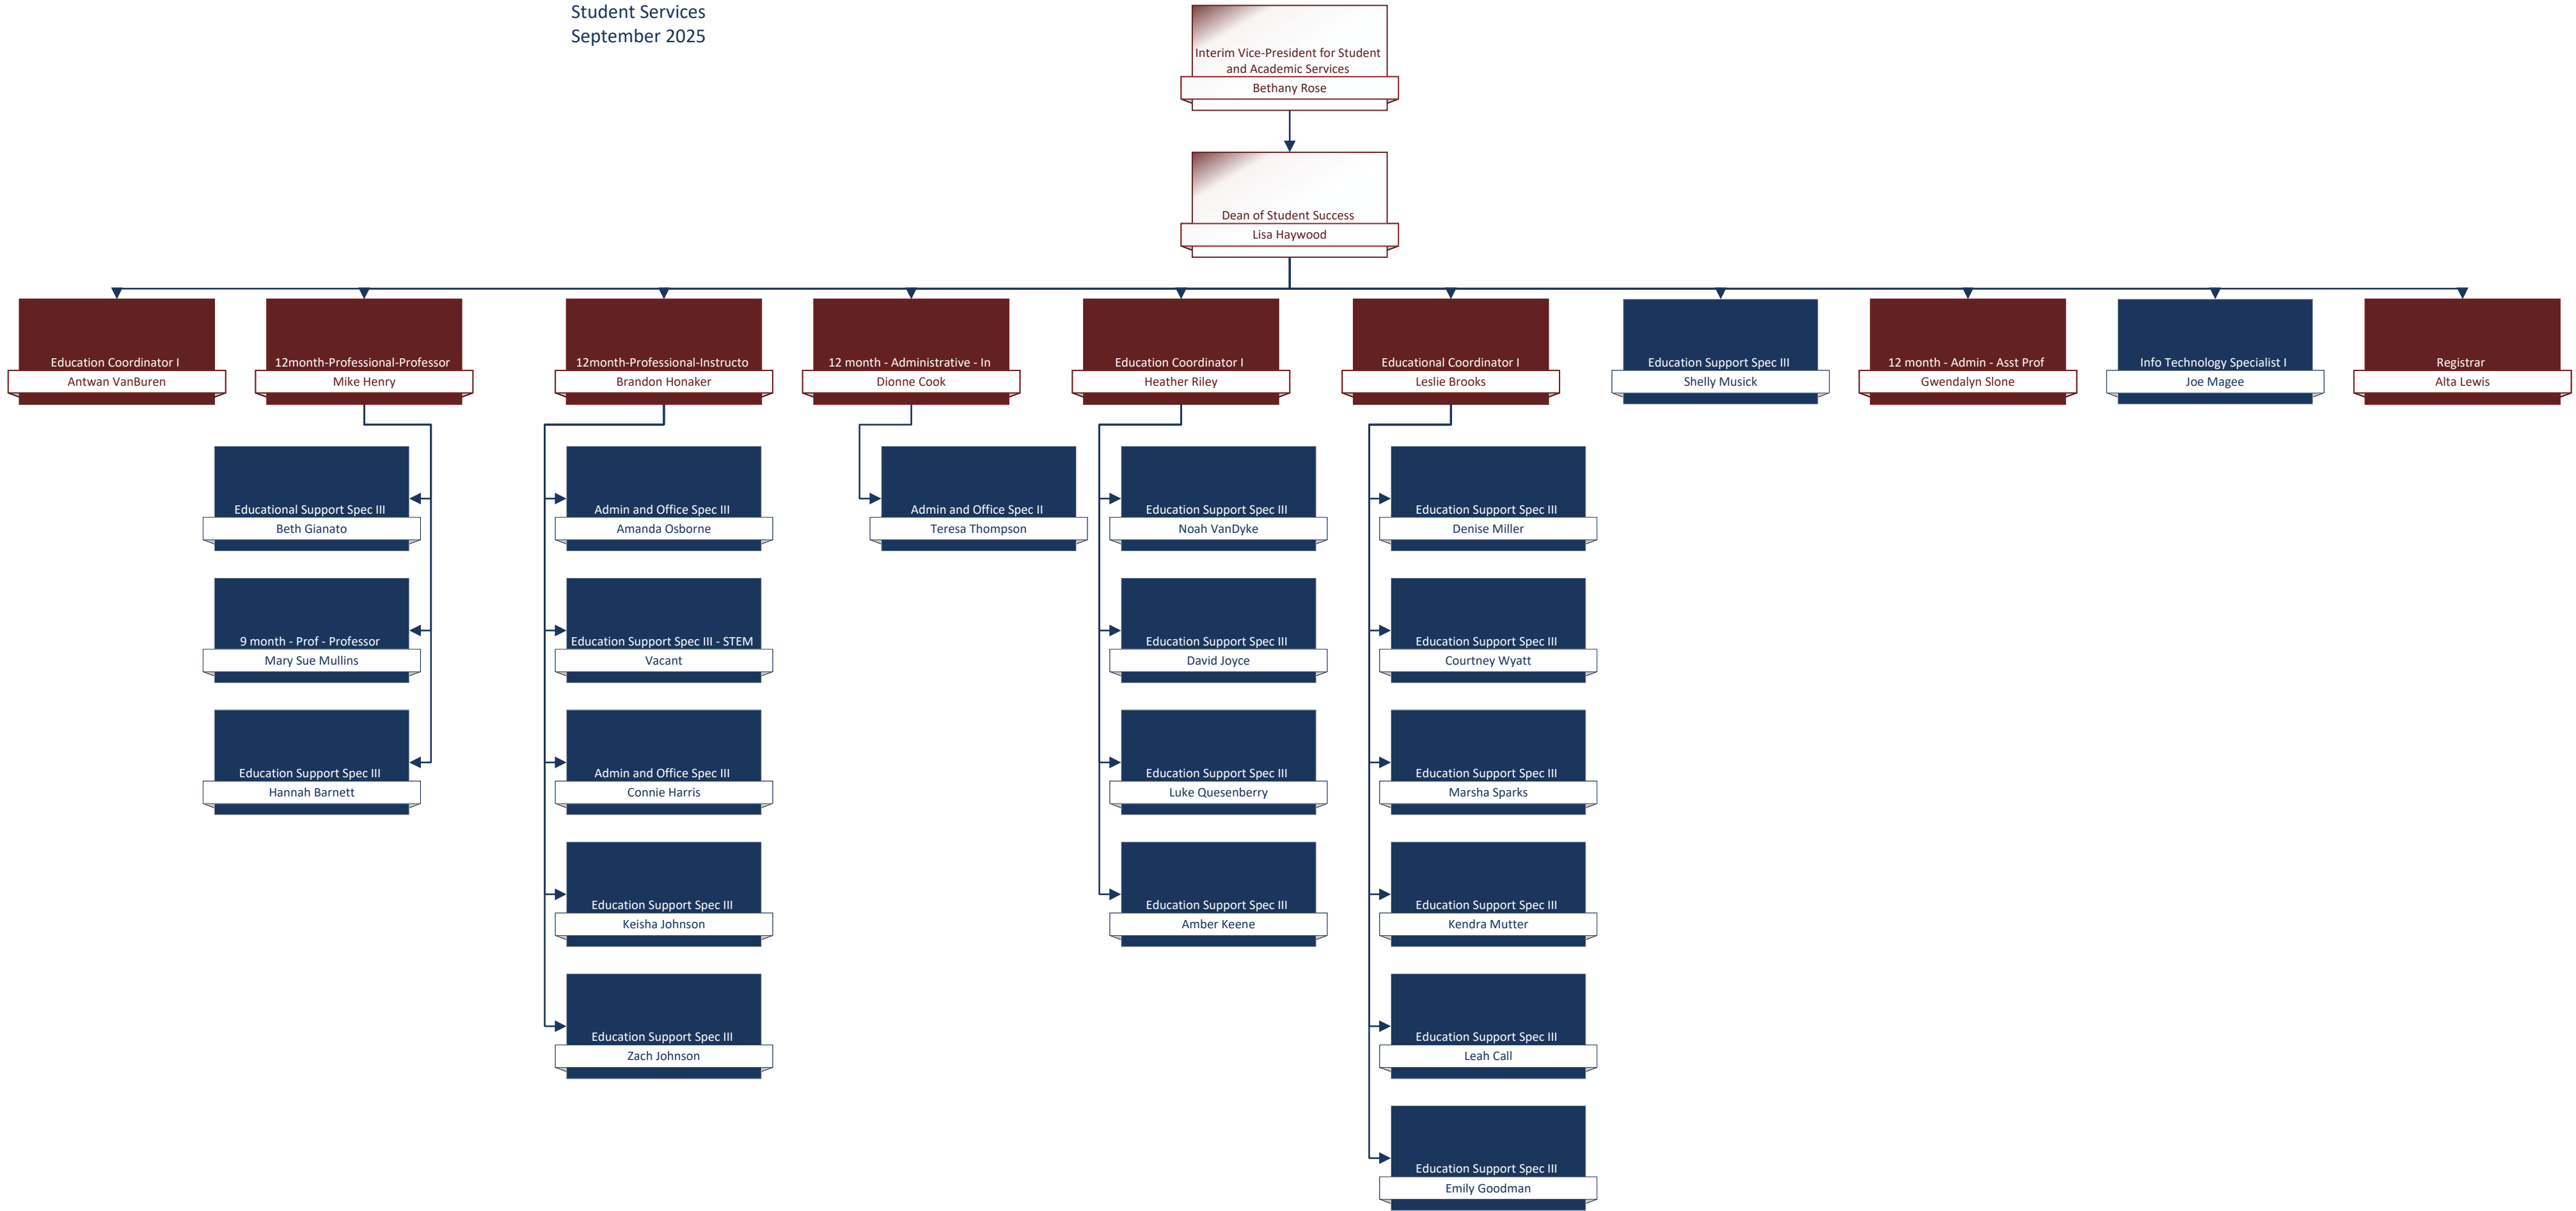 Student Services
September 2025
Interim Vice-President for Student
and Academic Services
Bethany Rose
Dean of Student Success
Lisa Haywood
Education Coordinator I
Antwan VanBuren
12month-Professional-Professor
Mike Henry
12month-Professional-Instructo
Brandon Honaker
12 month - Administrative - In
Dionne Cook
Education Coordinator I
Heather Riley
Educational Coordinator I
Leslie Brooks
Education Support Spec III
Shelly Musick
12 month - Admin - Asst Prof
Gwendalyn Slone
Info Technology Specialist I
Joe Magee
Registrar
Alta Lewis
Educational Support Spec III
Beth Gianato
9 month - Prof - Professor
Mary Sue Mullins
Education Support Spec III
Hannah Barnett
Admin and Office Spec III
Amanda Osborne
Education Support Spec III - STEM
Vacant
Admin and Office Spec III
Connie Harris
Education Support Spec III
Keisha Johnson
Education Support Spec III
Zach Johnson
Admin and Office Spec II
Teresa Thompson
Education Support Spec III
Noah VanDyke
Education Support Spec III
David Joyce
Education Support Spec III
Luke Quesenberry
Education Support Spec III
Amber Keene
Education Support Spec III
Denise Miller
Education Support Spec III
Courtney Wyatt
Education Support Spec III
Marsha Sparks
Education Support Spec III
Kendra Mutter
Education Support Spec III
Leah Call
Education Support Spec III
Emily Goodman